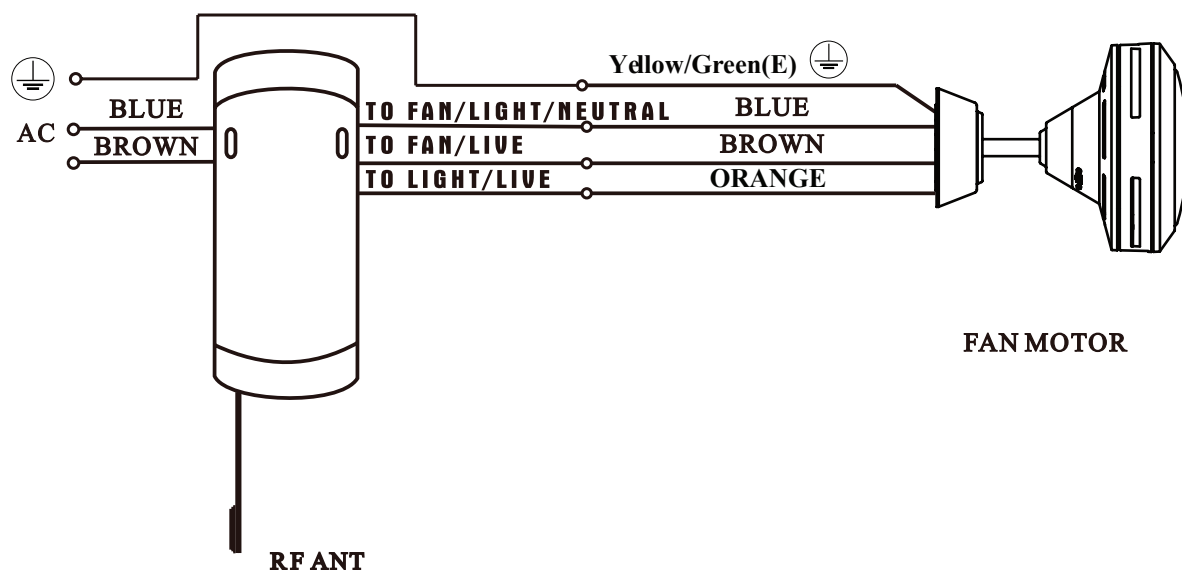 Yellow/Green(E)
BLUE
TO FAN/LIGHT/NEUTRAL
BLUE
AC
BROWN
TO FAN/LIVE
BROWN
TO LIGHT/LIVE
ORANGE
FAN MOTOR
RF ANT